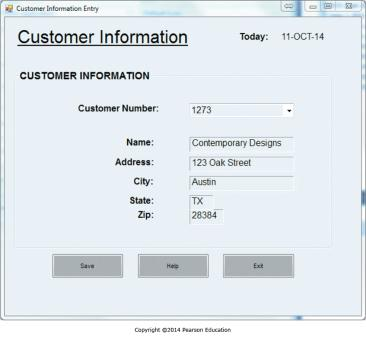 Customer Information Entry
Customer Information Today: 11-OCT-14
CUSTOMER INFORMATION
Customer Number: 1273
Name: Contemporary Designs
Address: 123 Oak Street
City: Austin
State: TX
Zip: 28384
Save Help Exit
Copyright ©2014 Pearson Education